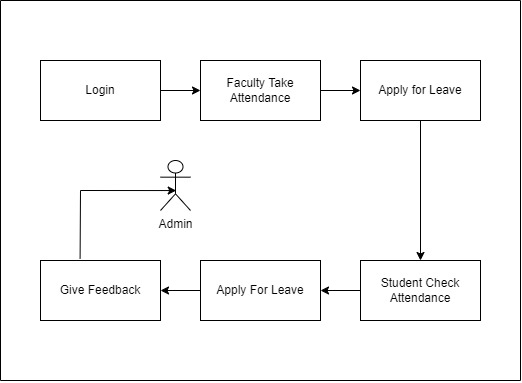 Login
Faculty Take
Attendance
Apply for Leave
Admin
Give Feedback
Apply For Leave
Student Check
Attendance